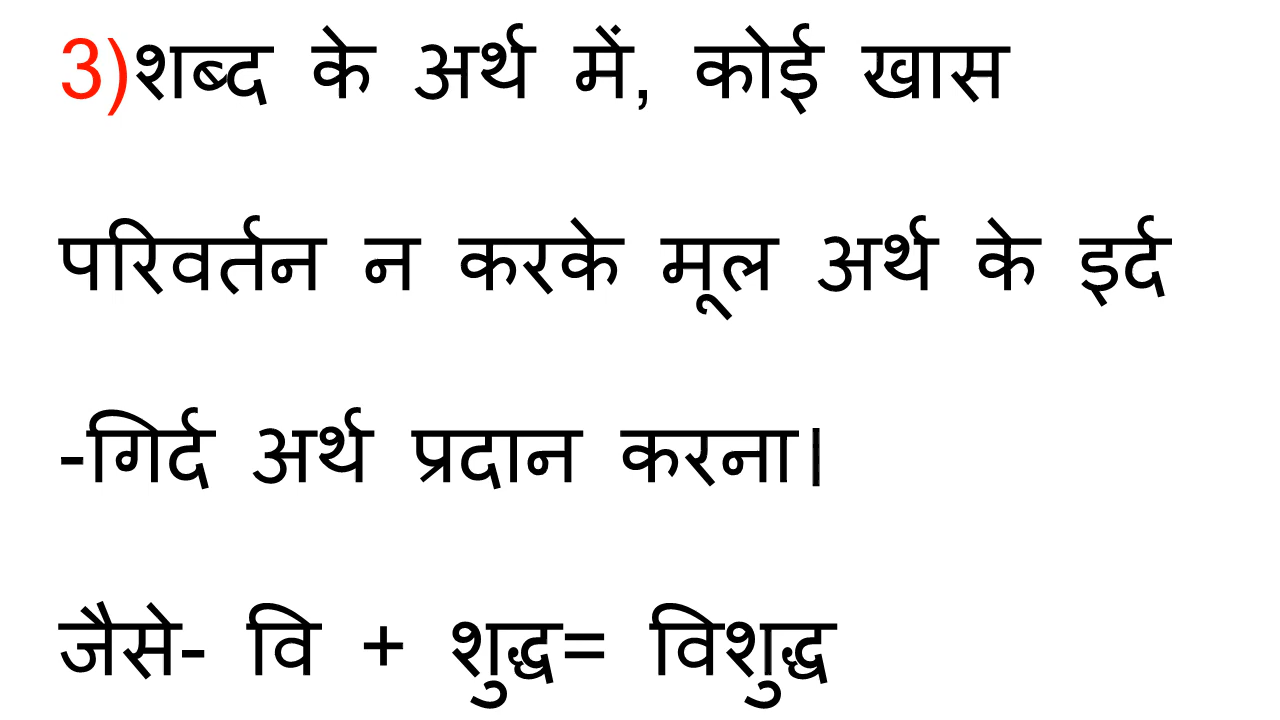 3)शब्द के अर्थ में, कोई खास
परिवर्तन न करके मूल अर्थ के इर्द
-गिर्द अर्थ प्रदान करना।
जैसे- वि + शुद्ध= विशुद्ध